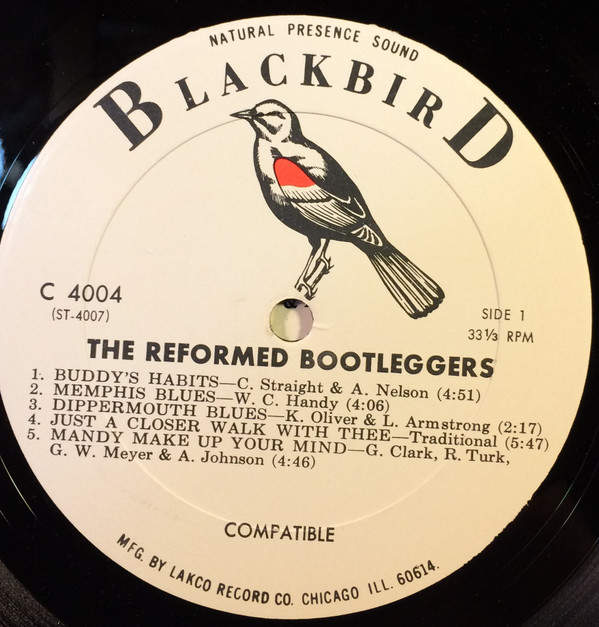 NATURAL PRESENCE SOUND
BLACKBIRD
C 4004
(ST-4007)
SIDE 1
33⅓ RPM
THE REFORMED BOOTLEGGERS
1. BUDDY'S HABITS—C. Straight & A. Nelson (4:51)
2. MEMPHIS BLUES—W. C. Handy (4:06)
3. DIPPERMOUTH BLUES—K. Oliver & L. Armstrong (2:17)
4. JUST A CLOSER WALK WITH THEE—Traditional (5:47)
5. MANDY MAKE UP YOUR MIND—G. Clark, R. Turk,
G. W. Meyer & A. Johnson (4:46)
COMPATIBLE
MFG. BY LAKCO RECORD CO. CHICAGO ILL. 60614.